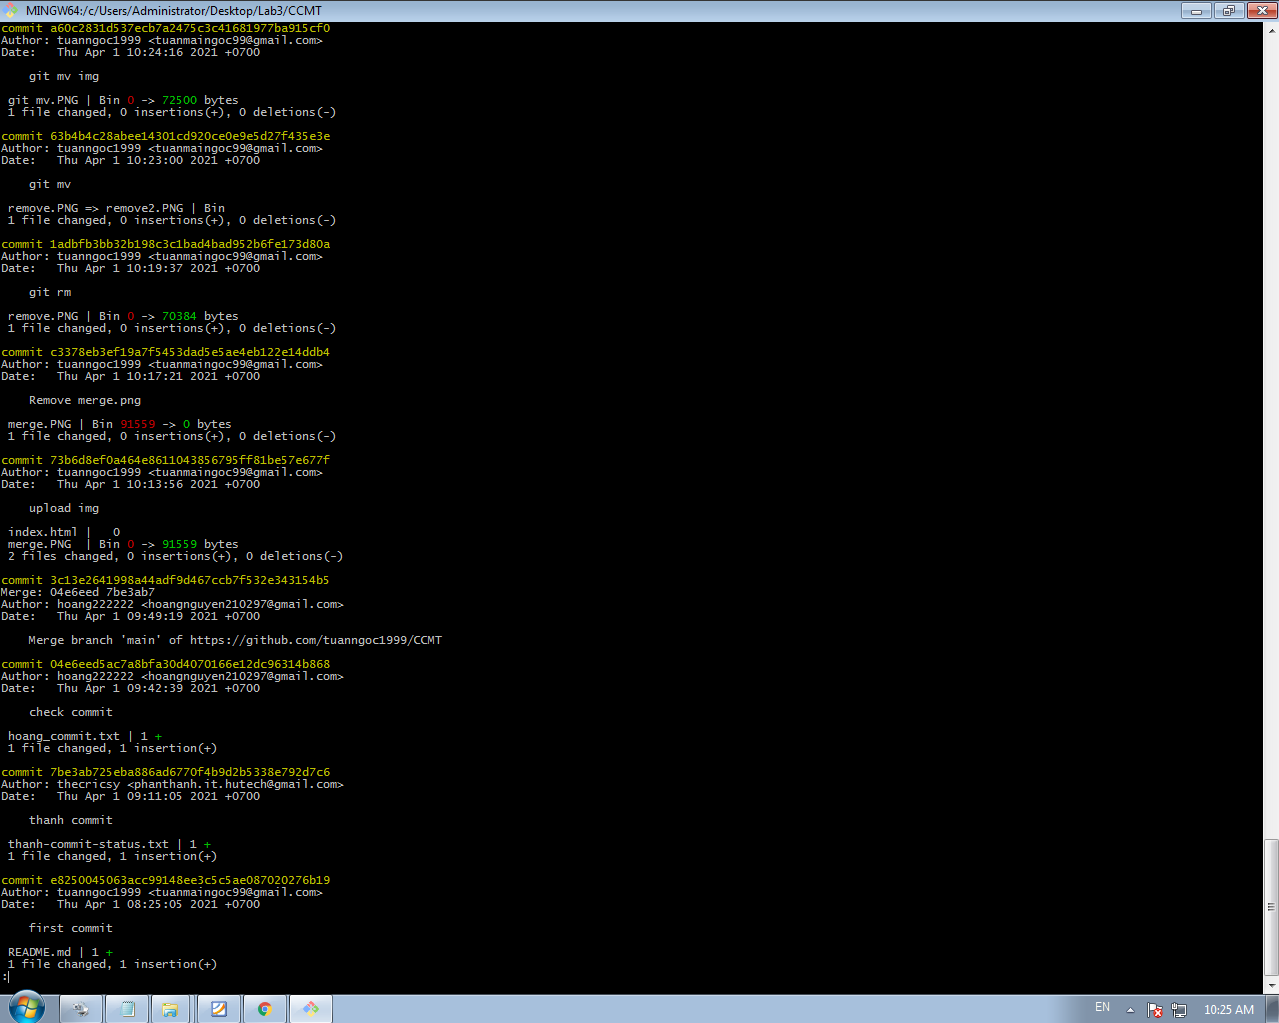 MINGW64:/c/Users/Administrator/Desktop/Lab3/CCMT
commit a60c2831d537ecb7a2475c3c41681977ba915cf0
Author: tuanngoc1999 <tuanmaingoc99@gmail.com>
Date:   Thu Apr 1 10:24:16 2021 +0700
git mv img
git mv.PNG | Bin 0 -> 72500 bytes
1 file changed, 0 insertions(+), 0 deletions(-)
commit 63b4b4c28abee14301cd920ce0e9e5d27f435e3e
Author: tuanngoc1999 <tuanmaingoc99@gmail.com>
Date:   Thu Apr 1 10:23:00 2021 +0700
git mv
remove.PNG => remove2.PNG | Bin
1 file changed, 0 insertions(+), 0 deletions(-)
commit 1adbfb3bb32b198c3c1bad4bad952b6fe173d80a
Author: tuanngoc1999 <tuanmaingoc99@gmail.com>
Date:   Thu Apr 1 10:19:37 2021 +0700
git rm
remove.PNG | Bin 0 -> 70384 bytes
1 file changed, 0 insertions(+), 0 deletions(-)
commit c3378eb3ef19a7f5453dad5e5ae4eb122e14ddb4
Author: tuanngoc1999 <tuanmaingoc99@gmail.com>
Date:   Thu Apr 1 10:17:21 2021 +0700
Remove merge.png
merge.PNG | Bin 91559 -> 0 bytes
1 file changed, 0 insertions(+), 0 deletions(-)
commit 73b6d8ef0a464e8611043856795ff81be57e677f
Author: tuanngoc1999 <tuanmaingoc99@gmail.com>
Date:   Thu Apr 1 10:13:56 2021 +0700
upload img
index.html |   0
merge.PNG  | Bin 0 -> 91559 bytes
2 files changed, 0 insertions(+), 0 deletions(-)
commit 3c13e2641998a44adf9d467ccb7f532e343154b5
Merge: 04e6eed 7be3ab7
Author: hoang222222 <hoangnguyen210297@gmail.com>
Date:   Thu Apr 1 09:49:19 2021 +0700
Merge branch 'main' of https://github.com/tuanngoc1999/CCMT
commit 04e6eed5ac7a8bfa30d4070166e12dc96314b868
Author: hoang222222 <hoangnguyen210297@gmail.com>
Date:   Thu Apr 1 09:42:39 2021 +0700
check commit
hoang_commit.txt | 1 +
1 file changed, 1 insertion(+)
commit 7be3ab725eba886ad6770f4b9d2b5338e792d7c6
Author: thecricsy <phanthanh.it.hutech@gmail.com>
Date:   Thu Apr 1 09:11:05 2021 +0700
thanh commit
thanh-commit-status.txt | 1 +
1 file changed, 1 insertion(+)
commit e8250045063acc99148ee3c5c5ae087020276b19
Author: tuanngoc1999 <tuanmaingoc99@gmail.com>
Date:   Thu Apr 1 08:25:05 2021 +0700
first commit
README.md | 1 +
1 file changed, 1 insertion(+)
:
EN
10:25 AM